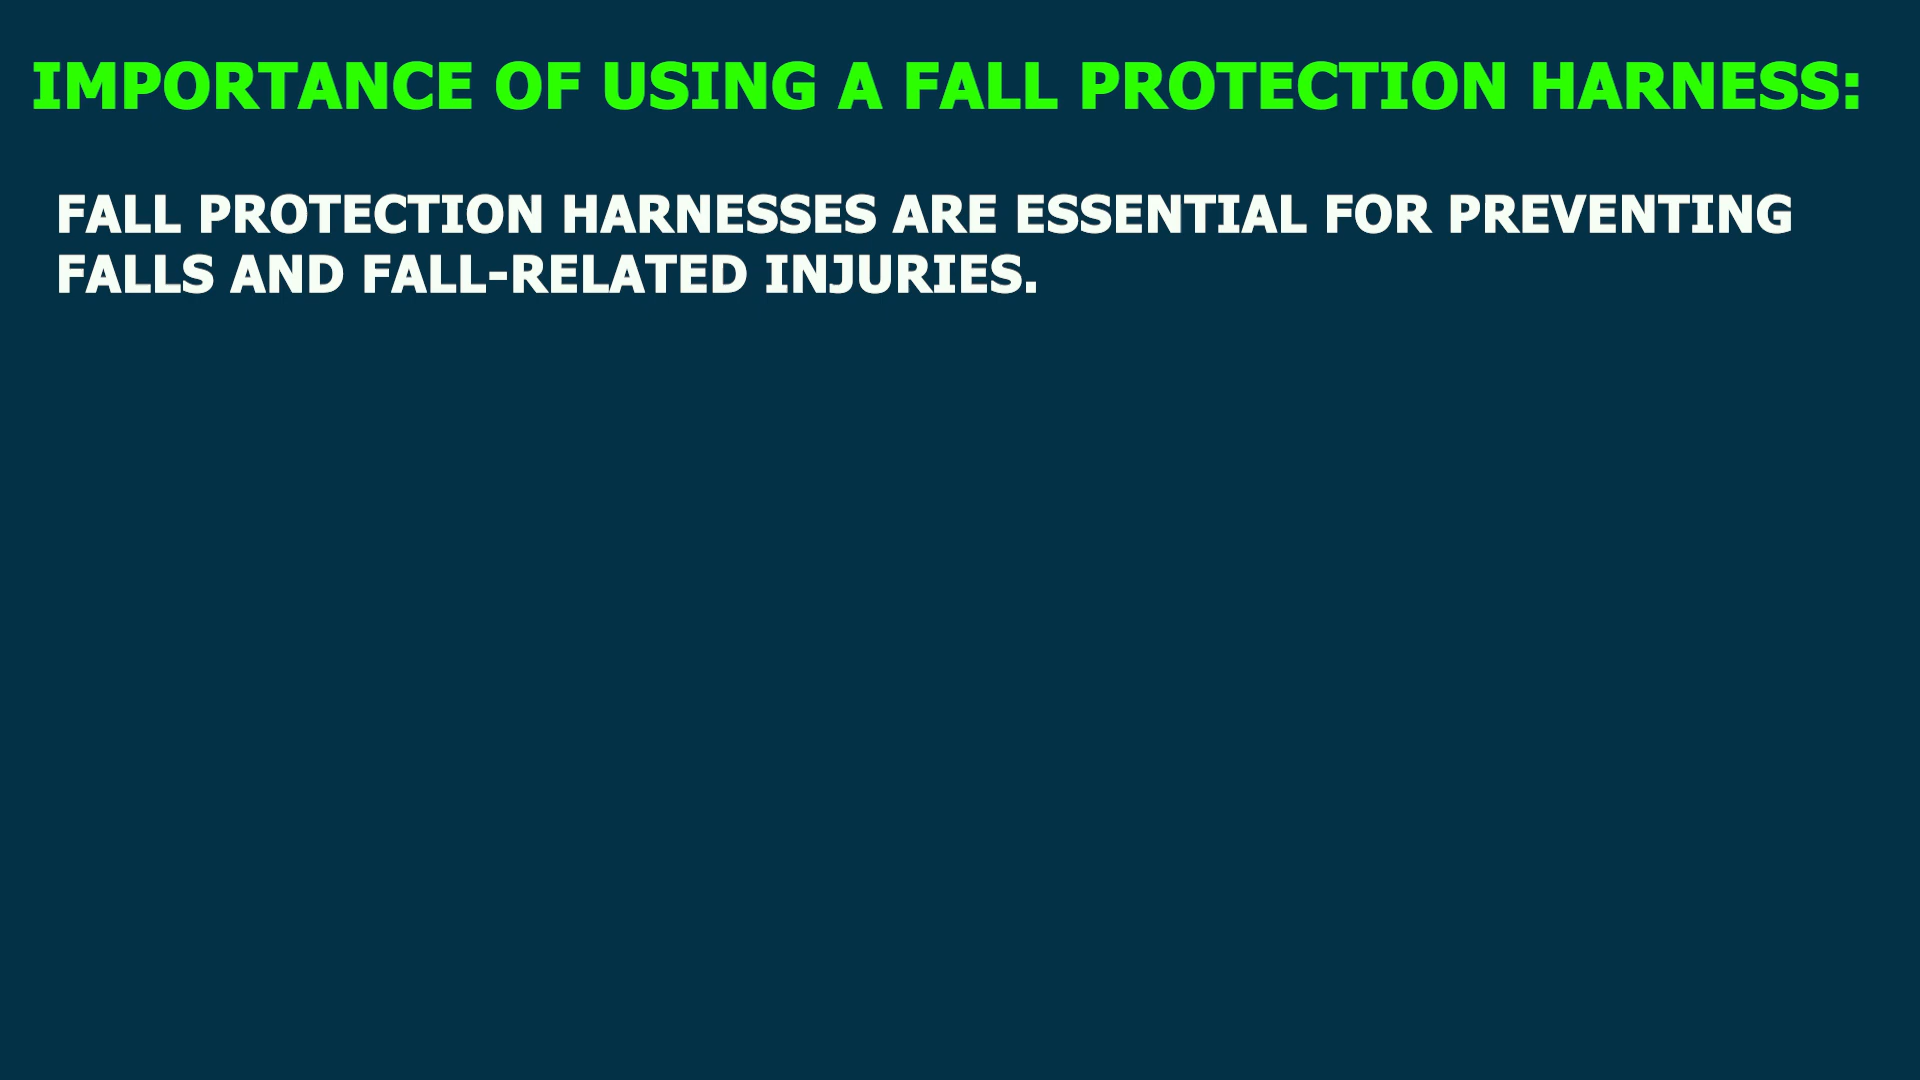 IMPORTANCE OF USING A FALL PROTECTION HARNESS:
FALL PROTECTION HARNESSES ARE ESSENTIAL FOR PREVENTING
FALLS AND FALL-RELATED INJURIES.